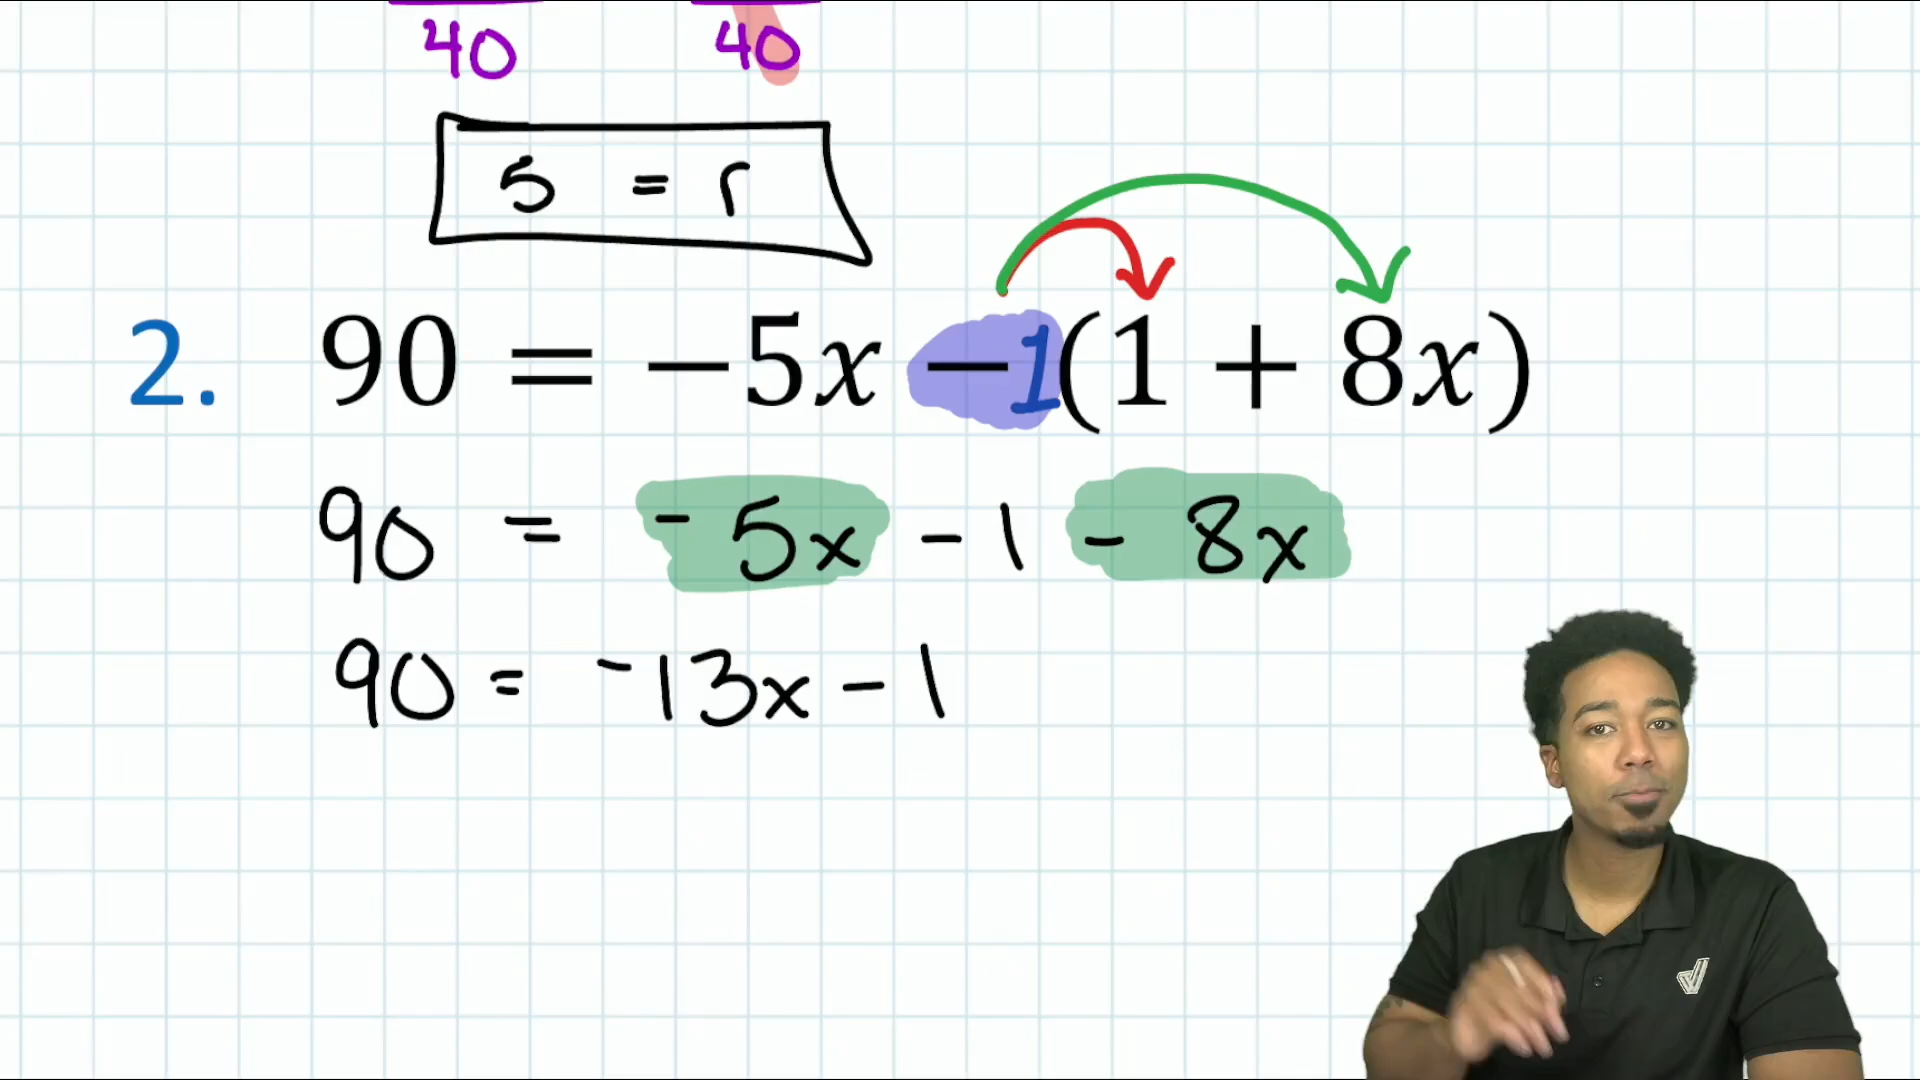 40 40
5 = r
2. 90 = −5x −1(1 + 8x)
90 = -5x - 1 - 8x
90 = -13x - 1